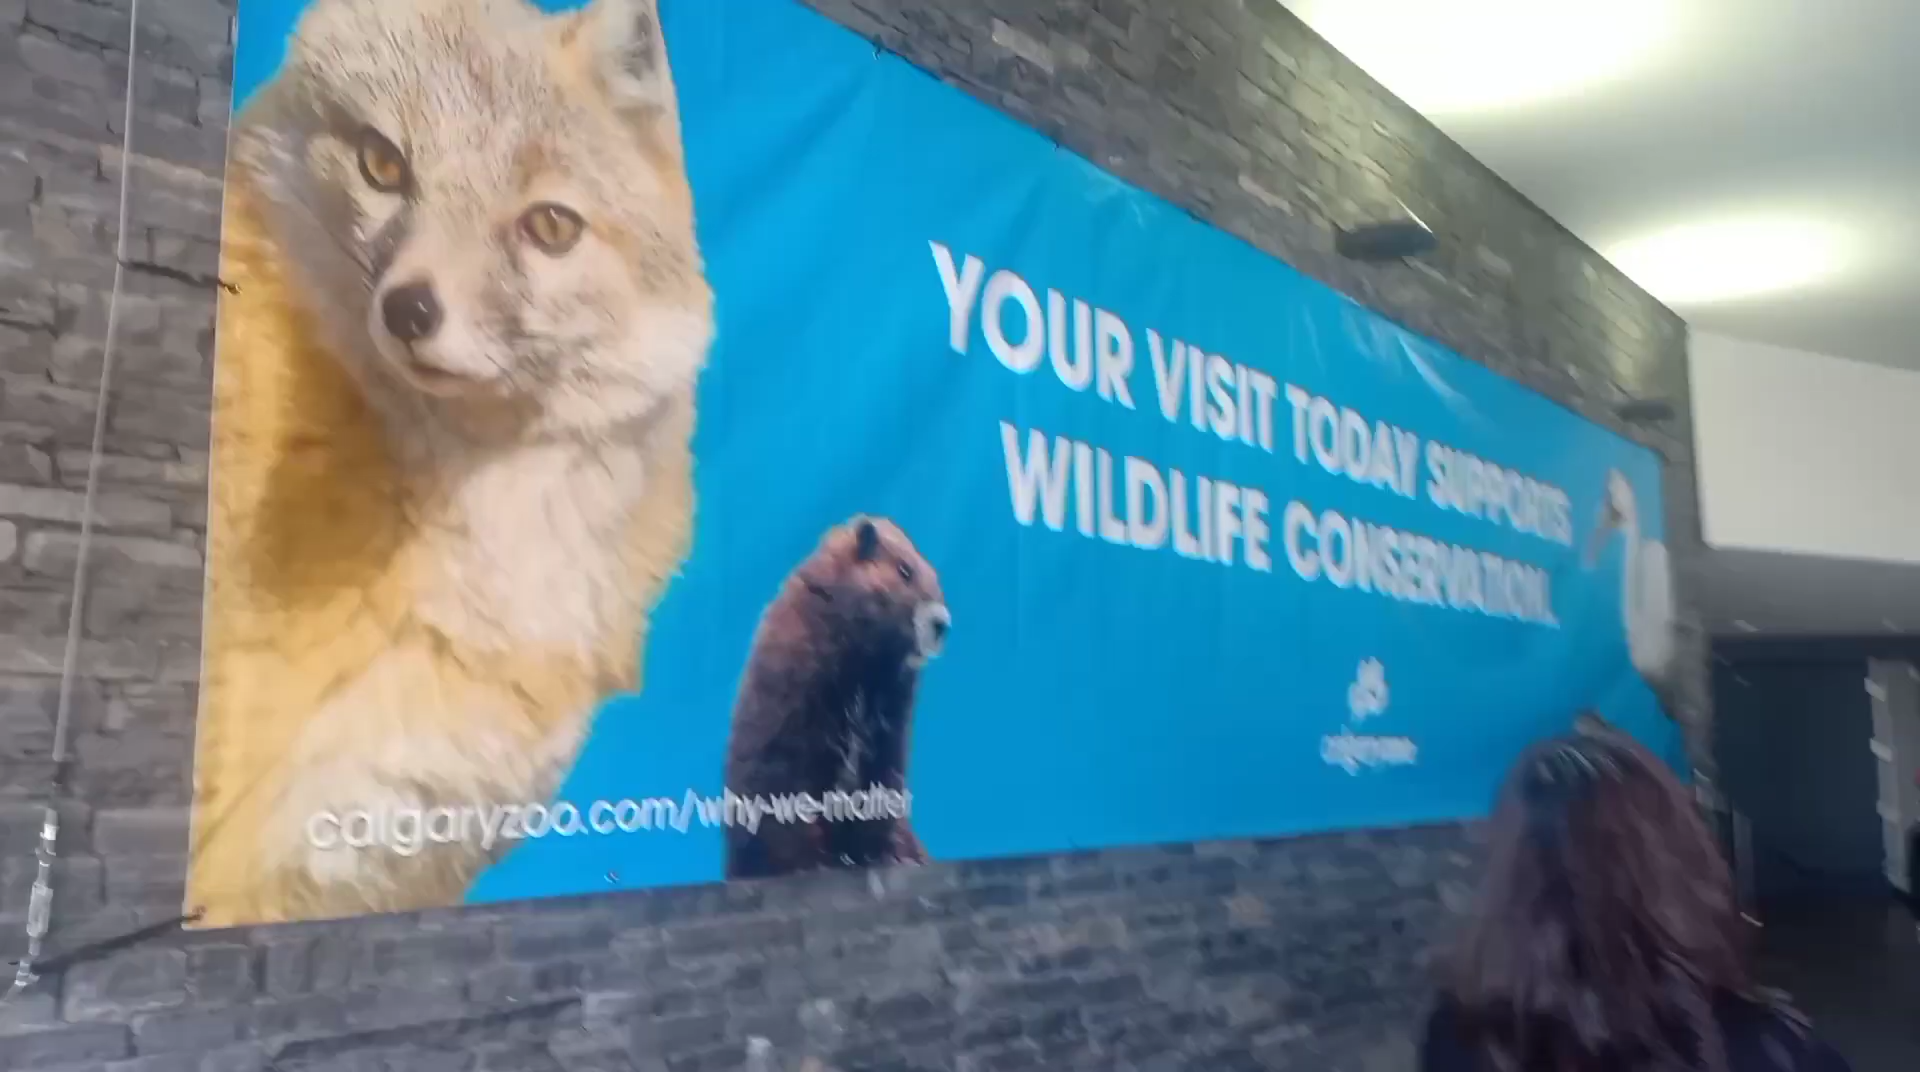 YOUR VISIT TODAY SUPPORTS
WILDLIFE CONSERVATION.
calgaryzoo.com/why-we-matter